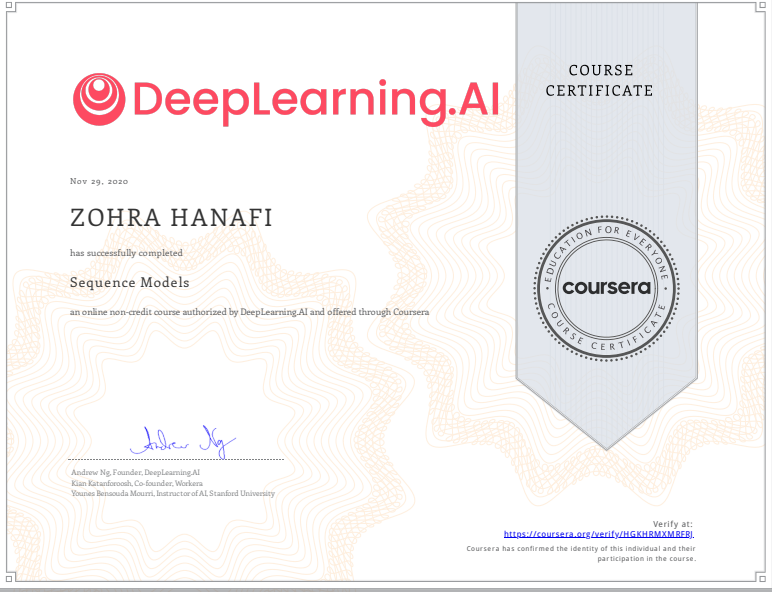 DeepLearning.AI
COURSE
CERTIFICATE
Nov 29, 2020
ZOHRA HANAFI
has successfully completed
Sequence Models
an online non-credit course authorized by DeepLearning.AI and offered through Coursera
EDUCATION FOR EVERYONE
coursera
COURSE CERTIFICATE
Andrew Ng
Andrew Ng, Founder, DeepLearning.AI
Kian Katanforoosh, Co-founder, Workera
Younes Bensouda Mourri, Instructor of AI, Stanford University
Verify at:
https://coursera.org/verify/HGKHRMXMRFRJ
Coursera has confirmed the identity of this individual and their
participation in the course.